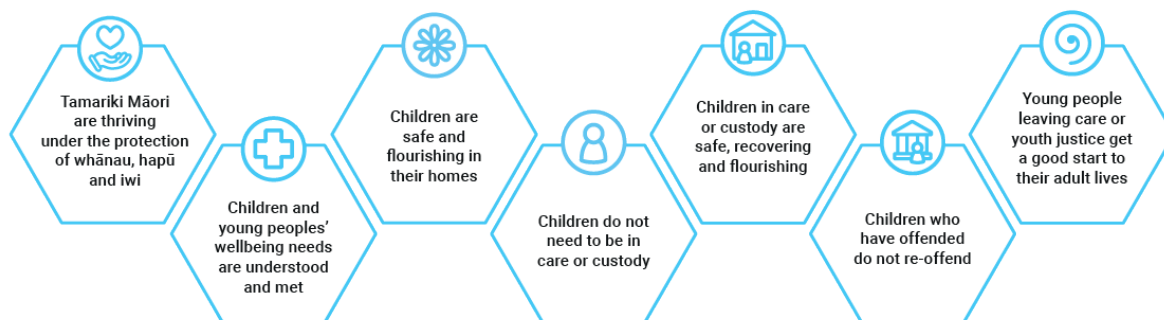 Tamariki Māori
are thriving
under the protection
of whānau, hapū
and iwi
Children and
young peoples’
wellbeing needs
are understood
and met
Children are
safe and
flourishing in
their homes
Children do not
need to be in
care or custody
Children in care
or custody are
safe, recovering
and flourishing
Children who
have offended
do not re-offend
Young people
leaving care or
youth justice get
a good start to
their adult lives